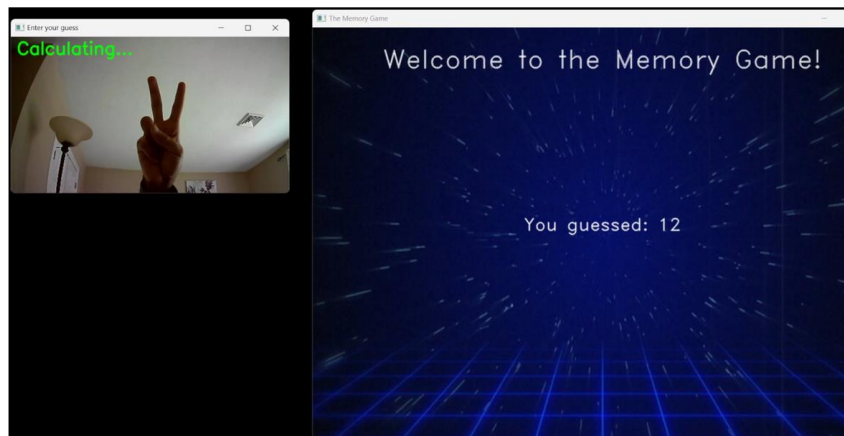 Enter your guess
Calculating...
The Memory Game
Welcome to the Memory Game!
You guessed: 12